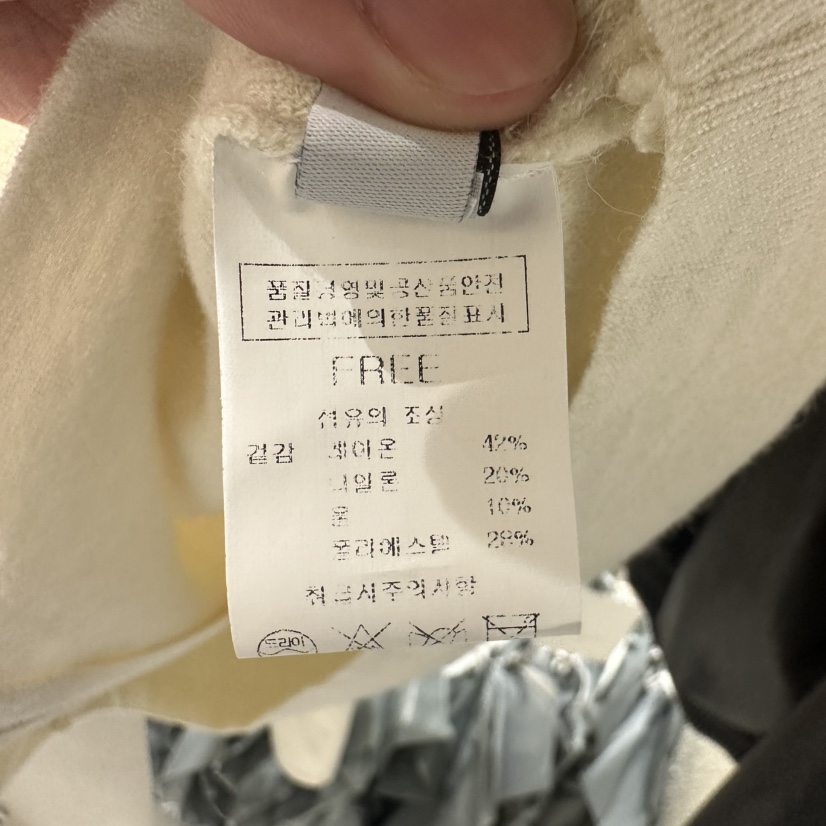 품질경영및공산품안전
관리법에의한품질표시
FREE
섬유의 조성
겉감 레이온 42%
나일론 20%
울 10%
폴리에스텔 28%
취급시주의사항
드라이